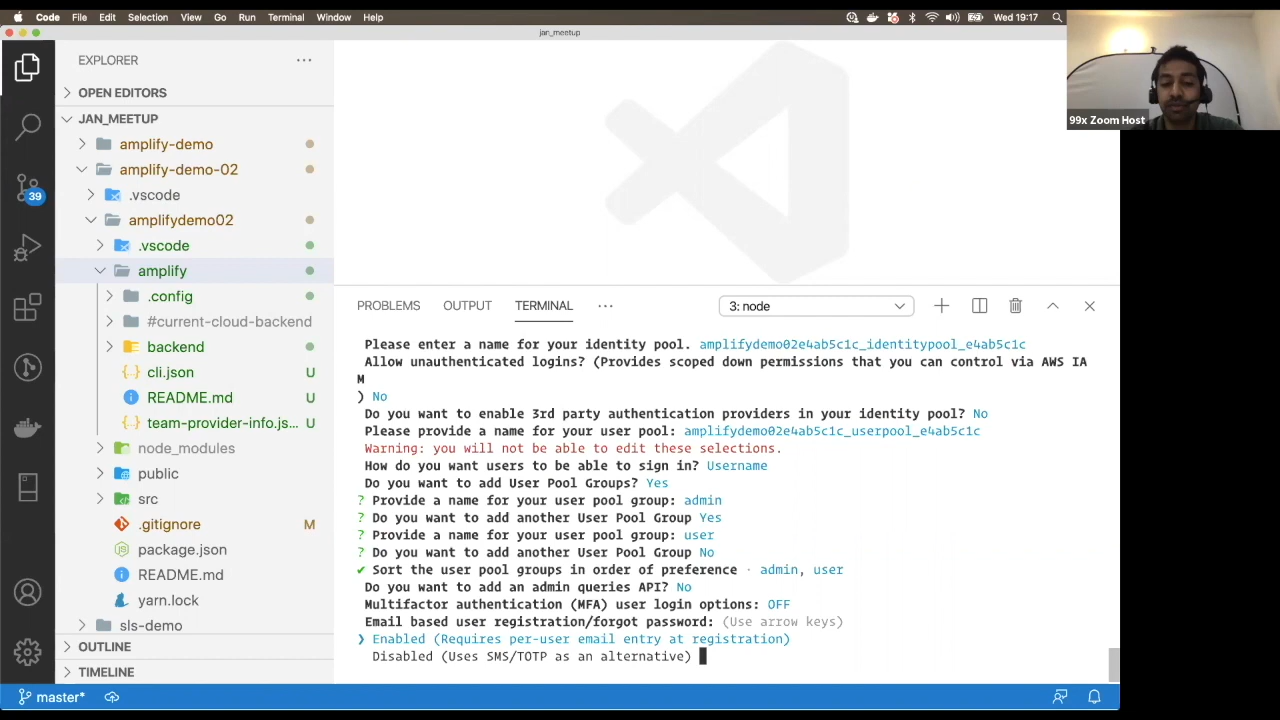 Code File Edit Selection View Go Run Terminal Window Help Wed 19:17
jan_meetup
EXPLORER
OPEN EDITORS
JAN_MEETUP
amplify-demo
amplify-demo-02
.vscode
amplifydemo02
.vscode
amplify
.config
#current-cloud-backend
backend
cli.json U
README.md U
team-provider-info.js... U
node_modules
public
src
.gitignore M
package.json
README.md
yarn.lock
sls-demo
OUTLINE
TIMELINE
39
master*
PROBLEMS OUTPUT TERMINAL 3: node
Please enter a name for your identity pool. amplifydemo02e4ab5c1c_identitypool_e4ab5c1c
Allow unauthenticated logins? (Provides scoped down permissions that you can control via AWS IA
M
) No
Do you want to enable 3rd party authentication providers in your identity pool? No
Please provide a name for your user pool: amplifydemo02e4ab5c1c_userpool_e4ab5c1c
Warning: you will not be able to edit these selections.
How do you want users to be able to sign in? Username
Do you want to add User Pool Groups? Yes
? Provide a name for your user pool group: admin
? Do you want to add another User Pool Group Yes
? Provide a name for your user pool group: user
? Do you want to add another User Pool Group No
✔ Sort the user pool groups in order of preference · admin, user
Do you want to add an admin queries API? No
Multifactor authentication (MFA) user login options: OFF
Email based user registration/forgot password: (Use arrow keys)
❯ Enabled (Requires per-user email entry at registration)
Disabled (Uses SMS/TOTP as an alternative)
99x Zoom Host